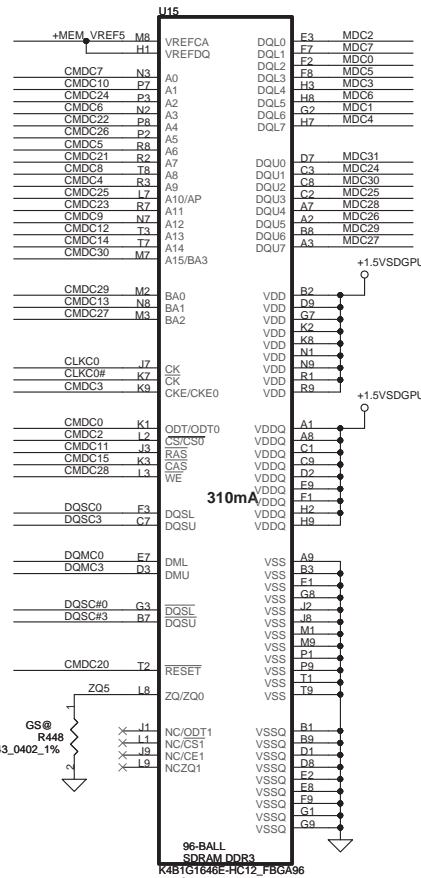 U15
+MEM_VREF5 M8 VREFCA DQL0 E3 MDC2
H1 VREFDQ DQL1 F7 MDC7
DQL2 F2 MDC0
CMDC7 N3 A0 DQL3 F8 MDC5
CMDC10 P7 A1 DQL4 H3 MDC3
CMDC24 P3 A2 DQL5 H8 MDC6
CMDC6 N2 A3 DQL6 G2 MDC1
CMDC22 P8 A4 DQL7 H7 MDC4
CMDC26 P2 A5
CMDC5 R8 A6
CMDC21 R2 A7 DQU0 D7 MDC31
CMDC8 T8 A8 DQU1 C3 MDC24
CMDC4 R3 A9 DQU2 C8 MDC30
CMDC25 L7 A10/AP DQU3 C2 MDC25
CMDC23 R7 A11 DQU4 A7 MDC28
CMDC9 N7 A12 DQU5 A2 MDC26
CMDC12 T3 A13 DQU6 B8 MDC29
CMDC14 T7 A14 DQU7 A3 MDC27
CMDC30 M7 A15/BA3
+1.5VSDGPU
CMDC29 M2 BA0 VDD B2
CMDC13 N8 BA1 VDD D9
CMDC27 M3 BA2 VDD G7
VDD K2
VDD K8
VDD N1
CLKC0 J7 CK VDD N9
CLKC0# K7 CK VDD R1
CMDC3 K9 CKE/CKE0 VDD R9
+1.5VSDGPU
CMDC0 K1 ODT/ODT0 VDDQ A1
CMDC2 L2 CS/CS0 VDDQ A8
CMDC11 J3 RAS VDDQ C1
CMDC15 K3 CAS VDDQ C9
CMDC28 L3 WE VDDQ D2
VDDQ E9
310mA VDDQ F1
DQSC0 F3 DQSL VDDQ H2
DQSC3 C7 DQSU VDDQ H9
DQMC0 E7 DML VSS A9
DQMC3 D3 DMU VSS B3
VSS E1
VSS G8
DQSC#0 G3 DQSL VSS J2
DQSC#3 B7 DQSU VSS J8
VSS M1
VSS M9
VSS P1
CMDC20 T2 RESET VSS P9
VSS T1
ZQ5 L8 ZQ/ZQ0 VSS T9
1
GS@
R448
43_0402_1%
2
J1 NC/ODT1 VSSQ B1
L1 NC/CS1 VSSQ B9
J9 NC/CE1 VSSQ D1
L9 NCZQ1 VSSQ D8
VSSQ E2
VSSQ E8
VSSQ F9
VSSQ G1
VSSQ G9
96-BALL
SDRAM DDR3
K4B1G1646E-HC12_FBGA96